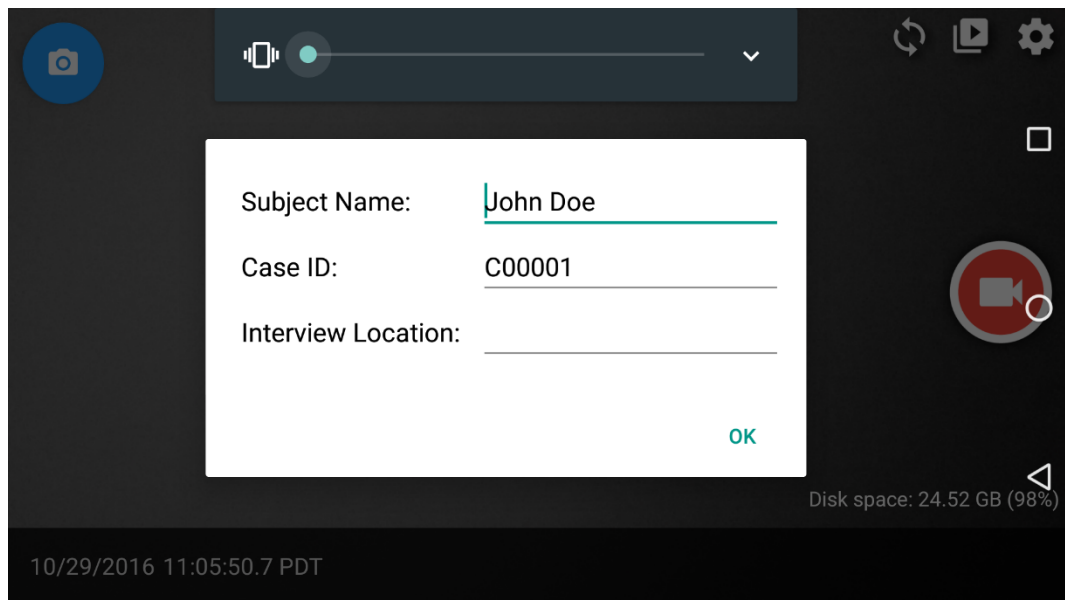 Subject Name: John Doe
Case ID: C00001
Interview Location:
OK
Disk space: 24.52 GB (98%)
10/29/2016 11:05:50.7 PDT